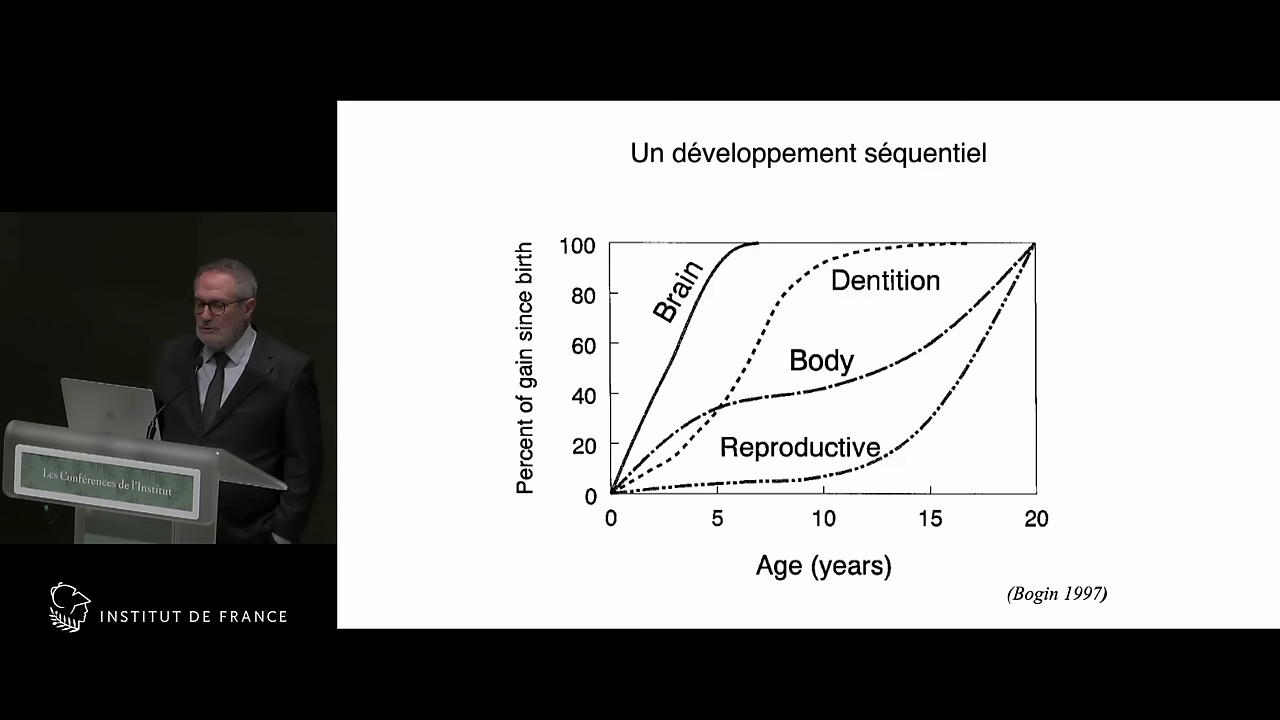 Un développement séquentiel
Percent of gain since birth
100
80
60
40
20
0
Brain
Dentition
Body
Reproductive
0 5 10 15 20
Age (years)
(Bogin 1997)
Les Conférences de l'Institut
INSTITUT DE FRANCE